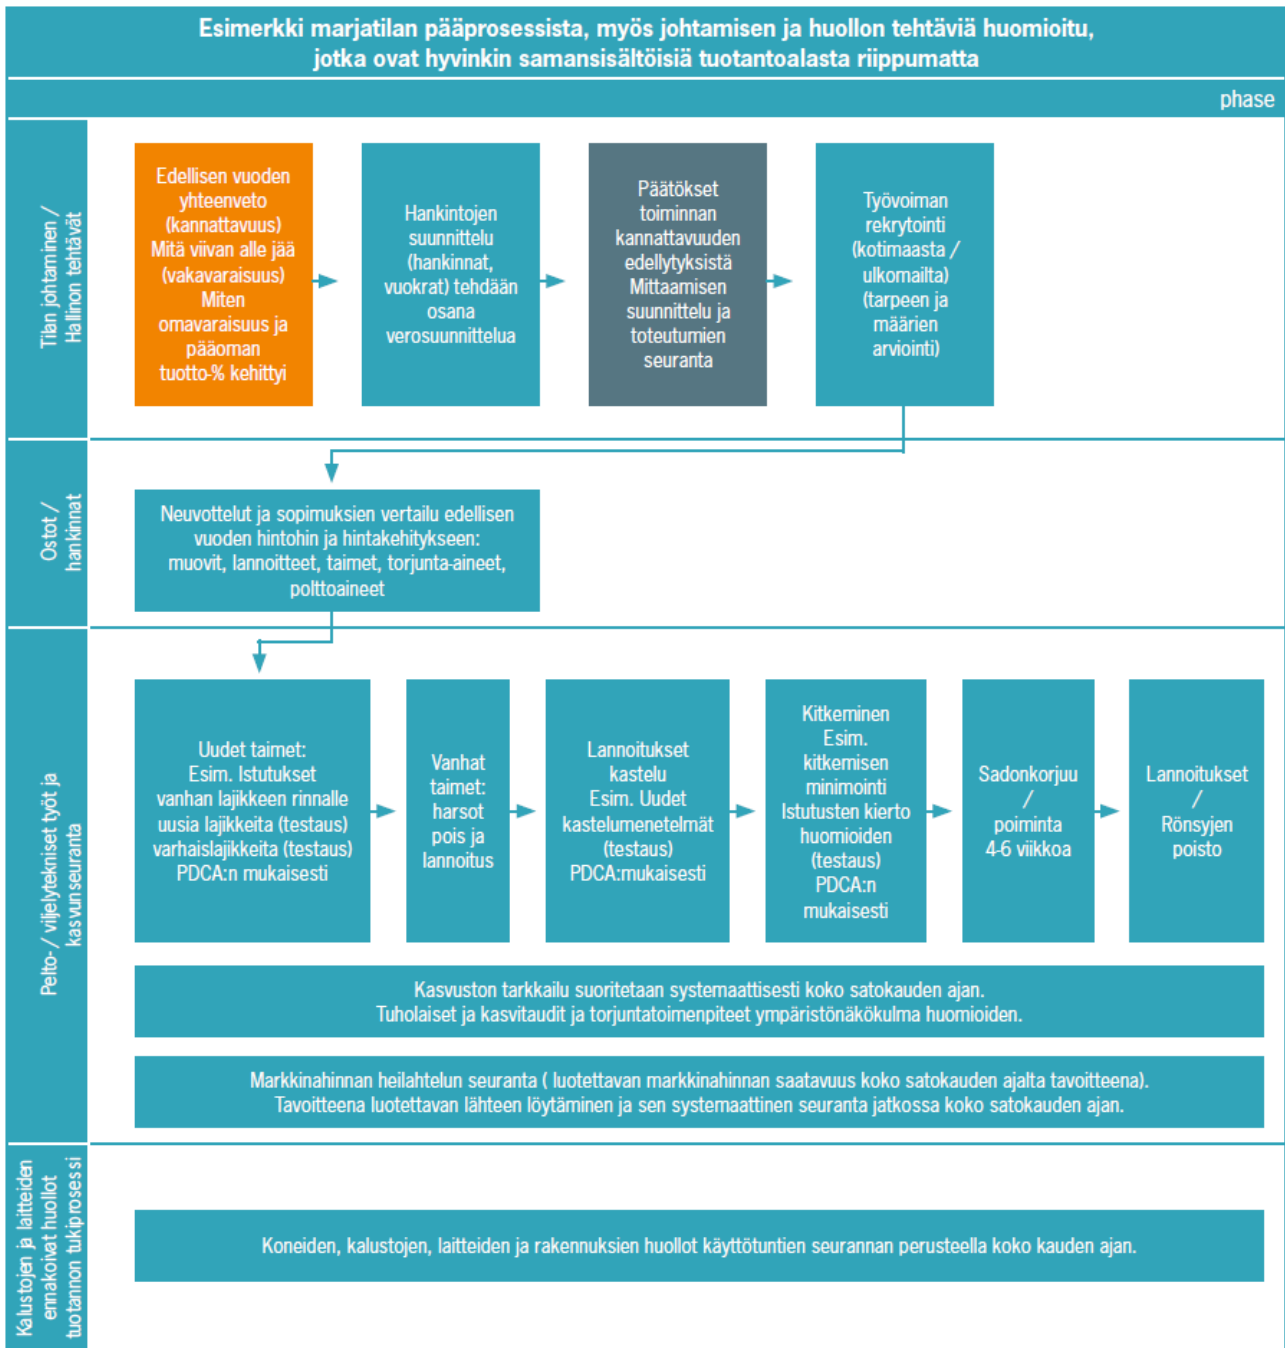 Esimerkki marjatilan pääprosessista, myös johtamisen ja huollon tehtäviä huomioitu,
jotka ovat hyvinkin samansisältöisiä tuotantoalasta riippumatta
phase
Tilan johtaminen /
Hallinon tehtävät
Edellisen vuoden
yhteenveto
(kannattavuus)
Mitä viivan alle jää
(vakavaraisuus)
Miten
omavaraisuus ja
pääoman
tuotto-% kehittyi
Hankintojen
suunnittelu
(hankinnat,
vuokrat) tehdään
osana
verosuunnittelua
Päätökset
toiminnan
kannattavuuden
edellytyksistä
Mittaamisen
suunnittelu ja
toteutumien
seuranta
Työvoiman
rekrytointi
(kotimaasta /
ulkomailta)
(tarpeen ja
määrien
arviointi)
Ostot /
hankinnat
Neuvottelut ja sopimuksien vertailu edellisen
vuoden hintohin ja hintakehitykseen:
muovit, lannoitteet, taimet, torjunta-aineet,
polttoaineet
Pelto- / viljelytekniset työt ja
kasvunseuranta
Uudet taimet:
Esim. Istutukset
vanhan lajikkeen rinnalle
uusia lajikkeita (testaus)
varhaislajikkeita (testaus)
PDCA:n mukaisesti
Vanhat
taimet:
harsot
pois ja
lannoitus
Lannoitukset
kastelu
Esim. Uudet
kastelumenetelmät
(testaus)
PDCA:mukaisesti
Kitkeminen
Esim.
kitkemisen
minimointi
Istutusten kierto
huomioiden
(testaus)
PDCA:n
mukaisesti
Sadonkorjuu
/
poiminta
4-6 viikkoa
Lannoitukset
/
Rönsyjen
poisto
Kasvuston tarkkailu suoritetaan systemaattisesti koko satokauden ajan.
Tuholaiset ja kasvitaudit ja torjuntatoimenpiteet ympäristönäkökulma huomioiden.
Markkinahinnan heilahtelun seuranta ( luotettavan markkinahinnan saatavuus koko satokauden ajalta tavoitteena).
Tavoitteena luotettavan lähteen löytäminen ja sen systemaattinen seuranta jatkossa koko satokauden ajan.
Kalustojen ja laitteiden
ennakoivat huollot
tuotannon tukiprosessi
Koneiden, kalustojen, laitteiden ja rakennuksien huollot käyttötuntien seurannan perusteella koko kauden ajan.